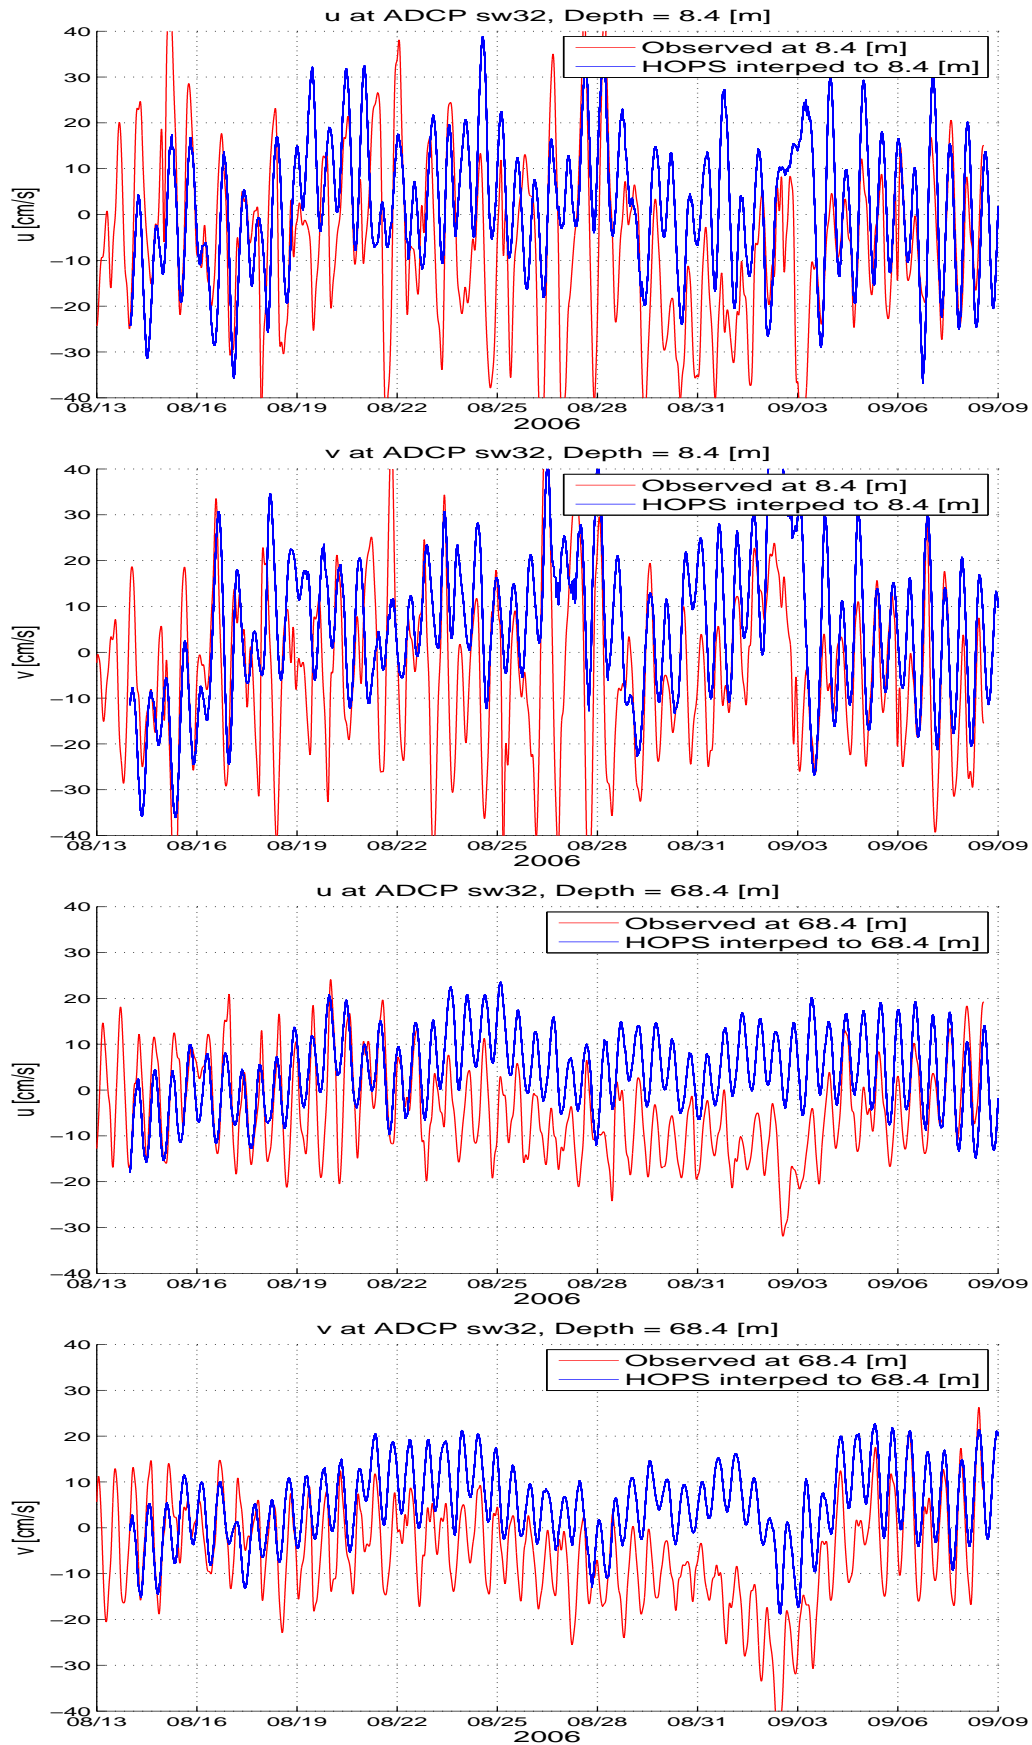 u at ADCP sw32, Depth = 8.4 [m]
40
30
20
10
0
−10
−20
−30
−40
u [cm/s]
Observed at 8.4 [m]
HOPS interped to 8.4 [m]
08/13 08/16 08/19 08/22 08/25 08/28 08/31 09/03 09/06 09/09
2006
v at ADCP sw32, Depth = 8.4 [m]
40
30
20
10
0
−10
−20
−30
−40
v [cm/s]
Observed at 8.4 [m]
HOPS interped to 8.4 [m]
08/13 08/16 08/19 08/22 08/25 08/28 08/31 09/03 09/06 09/09
2006
u at ADCP sw32, Depth = 68.4 [m]
40
30
20
10
0
−10
−20
−30
−40
u [cm/s]
Observed at 68.4 [m]
HOPS interped to 68.4 [m]
08/13 08/16 08/19 08/22 08/25 08/28 08/31 09/03 09/06 09/09
2006
v at ADCP sw32, Depth = 68.4 [m]
40
30
20
10
0
−10
−20
−30
−40
v [cm/s]
Observed at 68.4 [m]
HOPS interped to 68.4 [m]
08/13 08/16 08/19 08/22 08/25 08/28 08/31 09/03 09/06 09/09
2006